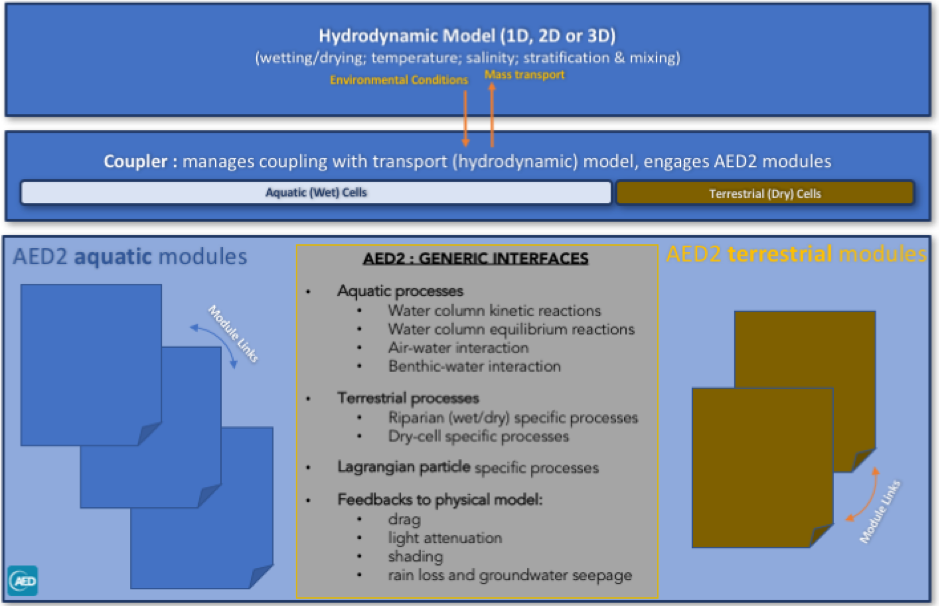 Hydrodynamic Model (1D, 2D or 3D)
(wetting/drying; temperature; salinity; stratification & mixing)
Environmental Conditions
Mass transport
Coupler : manages coupling with transport (hydrodynamic) model, engages AED2 modules
Aquatic (Wet) Cells
Terrestrial (Dry) Cells
AED2 aquatic modules
Module Links
AED2 : GENERIC INTERFACES
• Aquatic processes
• Water column kinetic reactions
• Water column equilibrium reactions
• Air-water interaction
• Benthic-water interaction
• Terrestrial processes
• Riparian (wet/dry) specific processes
• Dry-cell specific processes
• Lagrangian particle specific processes
• Feedbacks to physical model:
• drag
• light attenuation
• shading
• rain loss and groundwater seepage
AED2 terrestrial modules
Module Links
AED